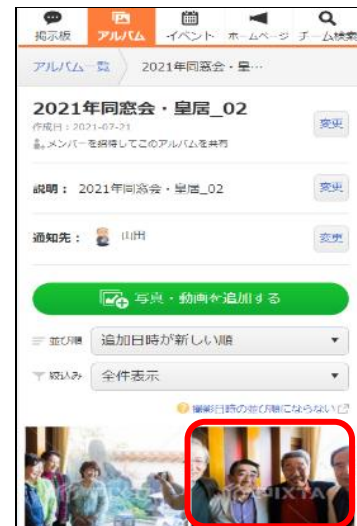 掲示板 アルバム イベント ホームページ チーム検索
アルバム一覧 2021年同窓会・皇…
2021年同窓会・皇居_02
作成日：2021-07-21
変更
メンバーを招待してこのアルバムを共有
説明： 2021年同窓会・皇居_02 変更
通知先： 山田 変更
写真・動画を追加する
並び順 追加日時が新しい順
絞込み 全件表示
撮影日時の並び順にならない
PIXTA